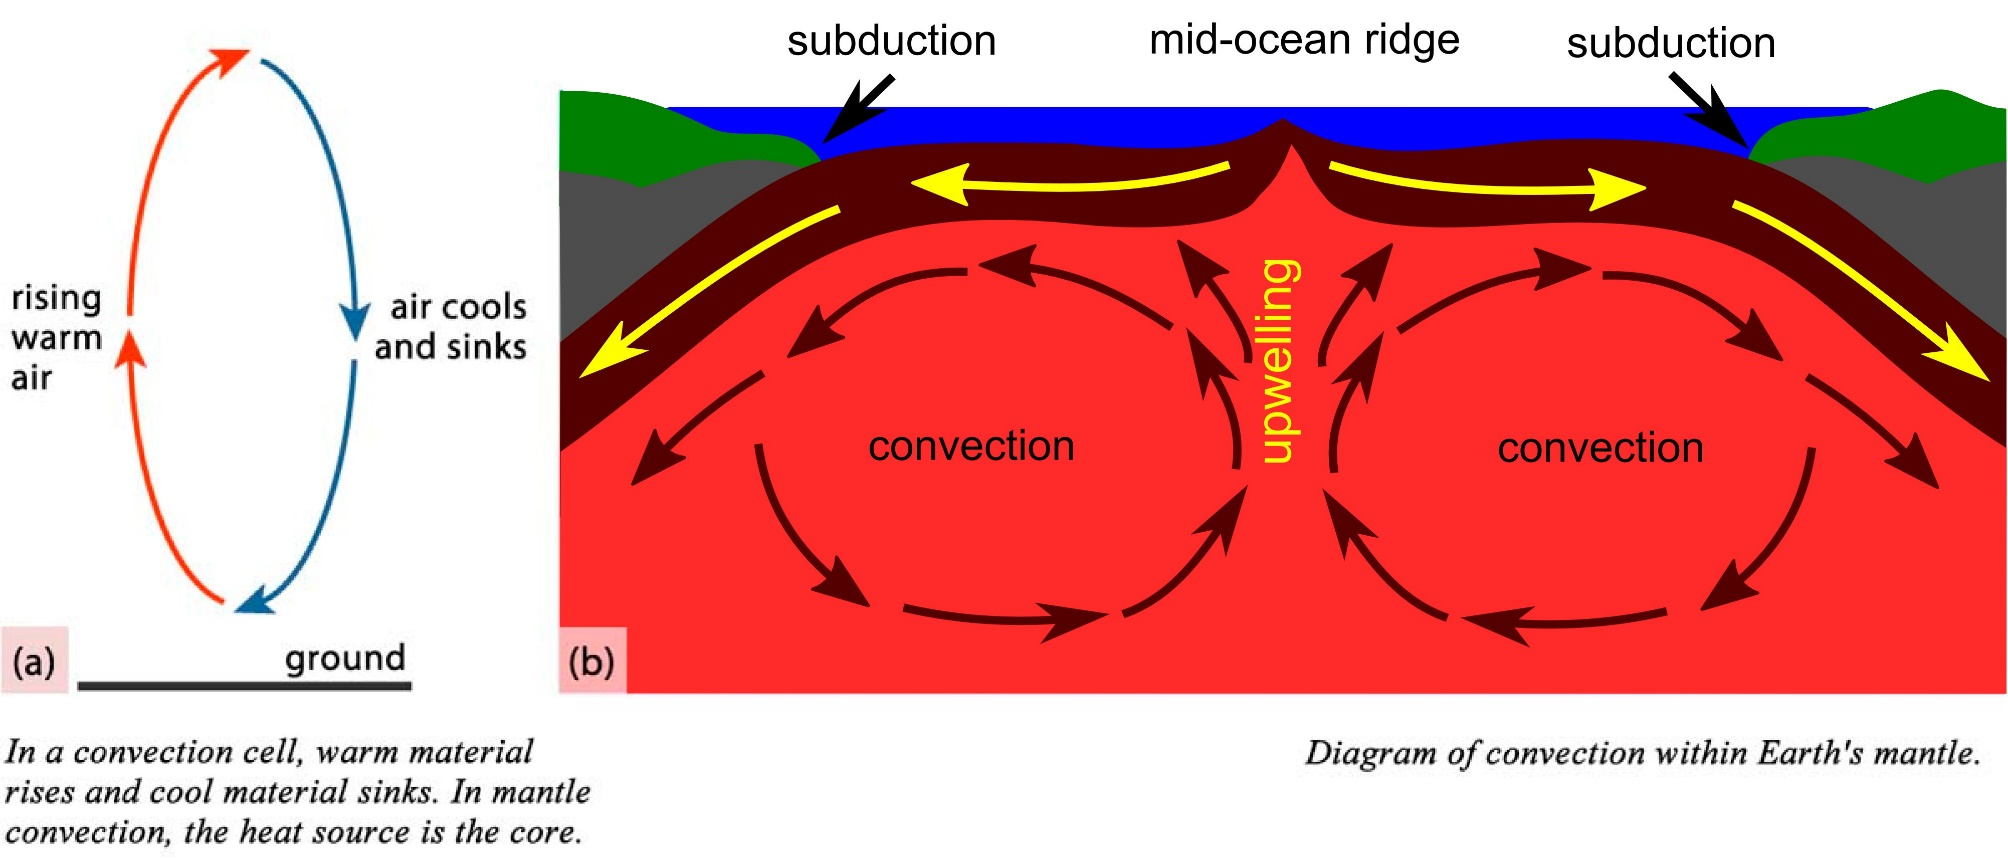 rising
warm
air
air cools
and sinks
(a)
ground
In a convection cell, warm material
rises and cool material sinks. In mantle
convection, the heat source is the core.
subduction
mid-ocean ridge
subduction
upwelling
convection
convection
(b)
Diagram of convection within Earth's mantle.